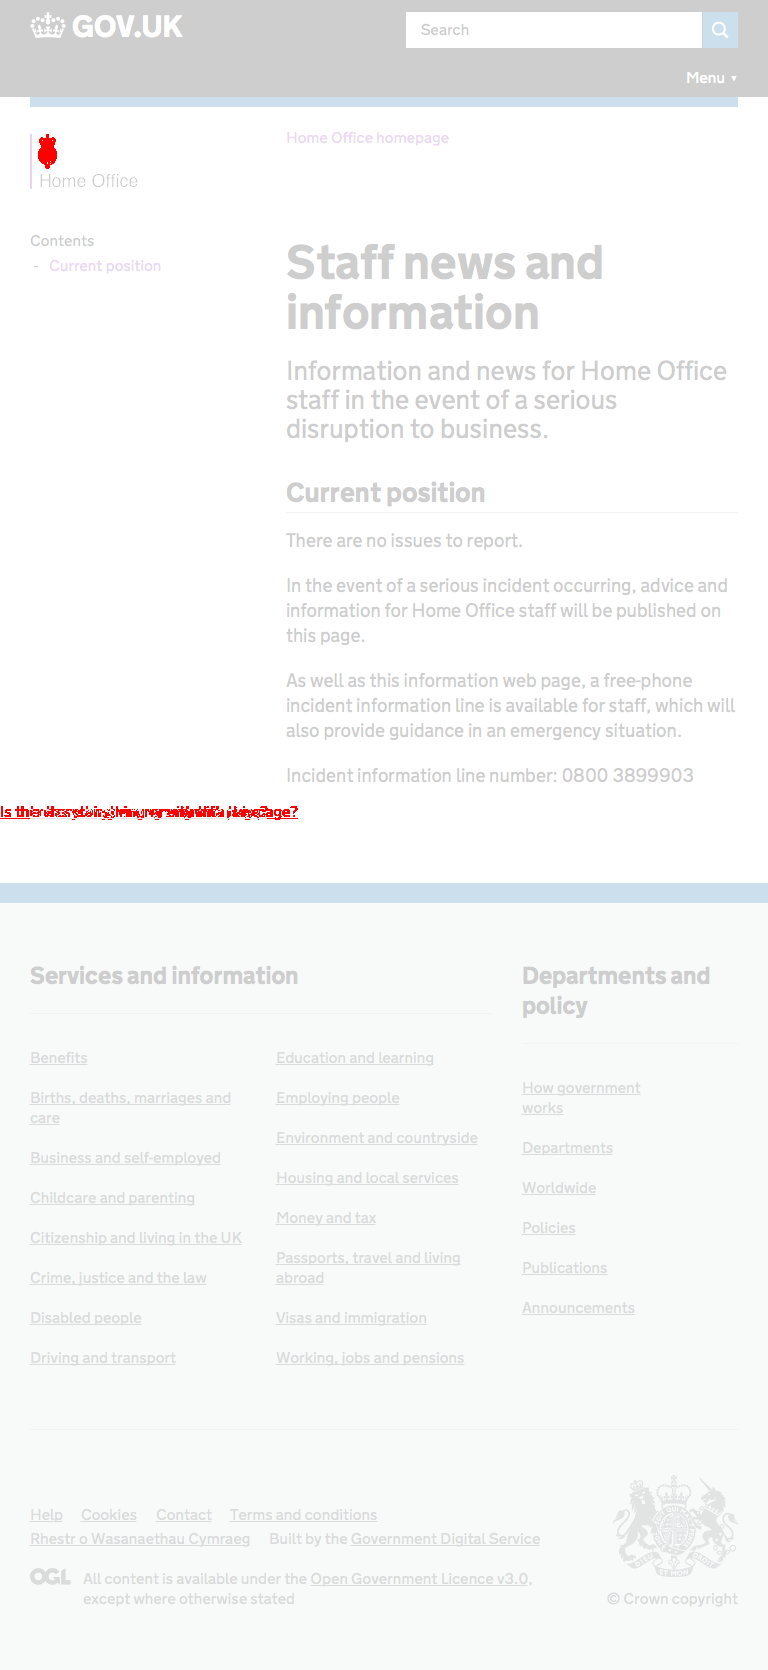 GOV.UK
Search
Menu ▼
Home Office homepage
Home Office
Contents
- Current position
Staff news and
information
Information and news for Home Office
staff in the event of a serious
disruption to business.
Current position
There are no issues to report.
In the event of a serious incident occurring, advice and
information for Home Office staff will be published on
this page.
As well as this information web page, a free-phone
incident information line is available for staff, which will
also provide guidance in an emergency situation.
Incident information line number: 0800 3899903
Services and information
Benefits
Births, deaths, marriages and
care
Business and self-employed
Childcare and parenting
Citizenship and living in the UK
Crime, justice and the law
Disabled people
Driving and transport
Education and learning
Employing people
Environment and countryside
Housing and local services
Money and tax
Passports, travel and living
abroad
Visas and immigration
Working, jobs and pensions
Departments and
policy
How government
works
Departments
Worldwide
Policies
Publications
Announcements
Help Cookies Contact Terms and conditions
Rhestr o Wasanaethau Cymraeg Built by the Government Digital Service
OGL All content is available under the Open Government Licence v3.0,
except where otherwise stated
© Crown copyright